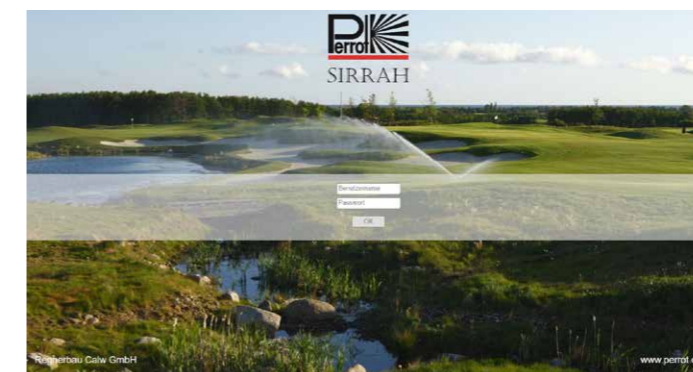 Perrot
SIRRAH
Benutzername
Passwort
OK
Regnerbau Calw GmbH
www.perrot.